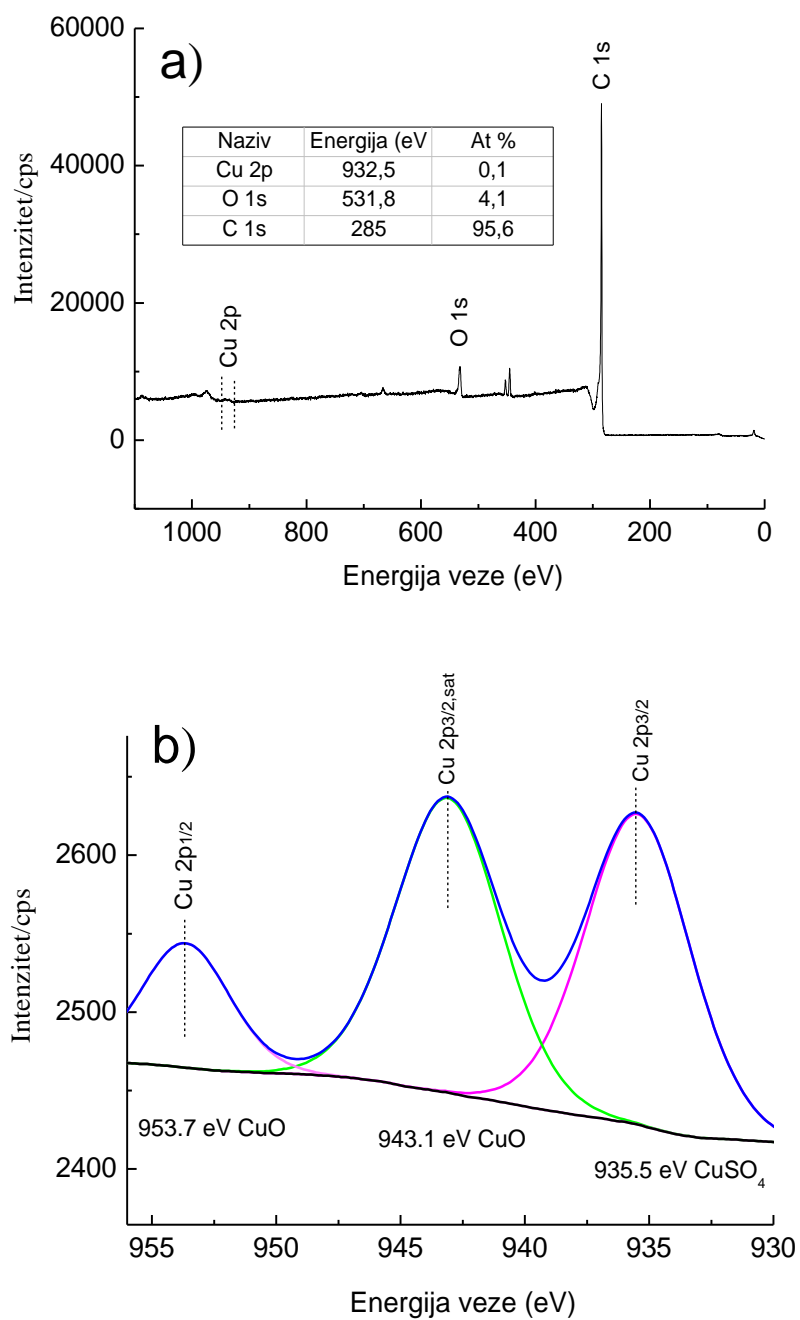 a)
C 1s
Naziv Energija (eV At %
Cu 2p 932,5 0,1
O 1s 531,8 4,1
C 1s 285 95,6
Cu 2p
O 1s
60000
40000
20000
0
Intenzitet/cps
1000 800 600 400 200 0
Energija veze (eV)
b)
Cu 2p1/2
Cu 2p3/2,sat
Cu 2p3/2
2600
2500
2400
Intenzitet/cps
953.7 eV CuO
943.1 eV CuO
935.5 eV CuSO₄
955 950 945 940 935 930
Energija veze (eV)